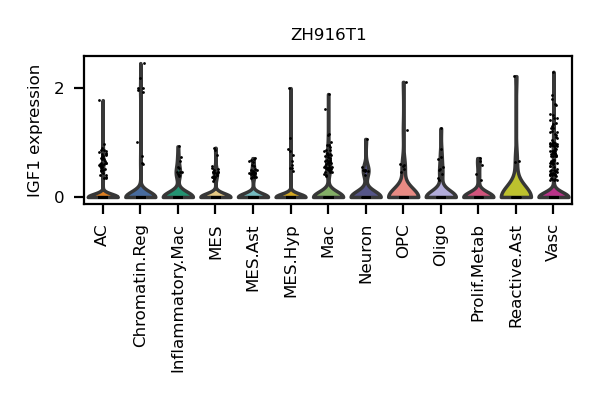 ZH916T1
IGF1 expression
2
0
AC
Chromatin.Reg
Inflammatory.Mac
MES
MES.Ast
MES.Hyp
Mac
Neuron
OPC
Oligo
Prolif.Metab
Reactive.Ast
Vasc